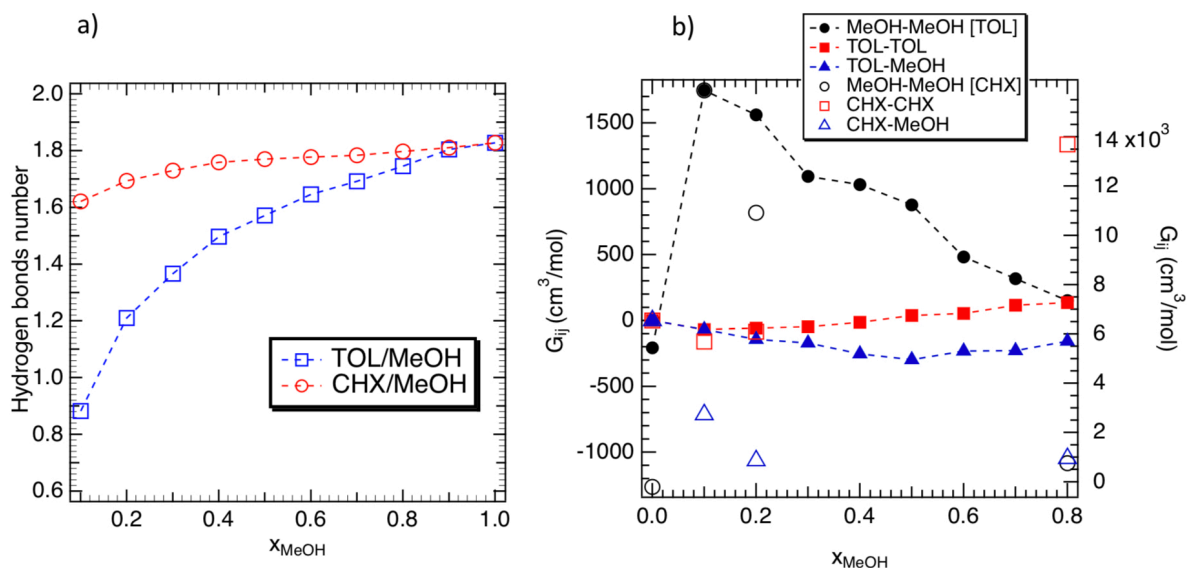 a)
Hydrogen bonds number
2.0
1.8
1.6
1.4
1.2
1.0
0.8
0.6
0.2
0.4
0.6
0.8
1.0
xMeOH
TOL/MeOH
CHX/MeOH
b)
MeOH-MeOH [TOL]
TOL-TOL
TOL-MeOH
MeOH-MeOH [CHX]
CHX-CHX
CHX-MeOH
Gij (cm³/mol)
1500
1000
500
0
-500
-1000
14 x10³
12
10
8
6
4
2
0
Gij (cm³/mol)
0.0
0.2
0.4
0.6
0.8
xMeOH